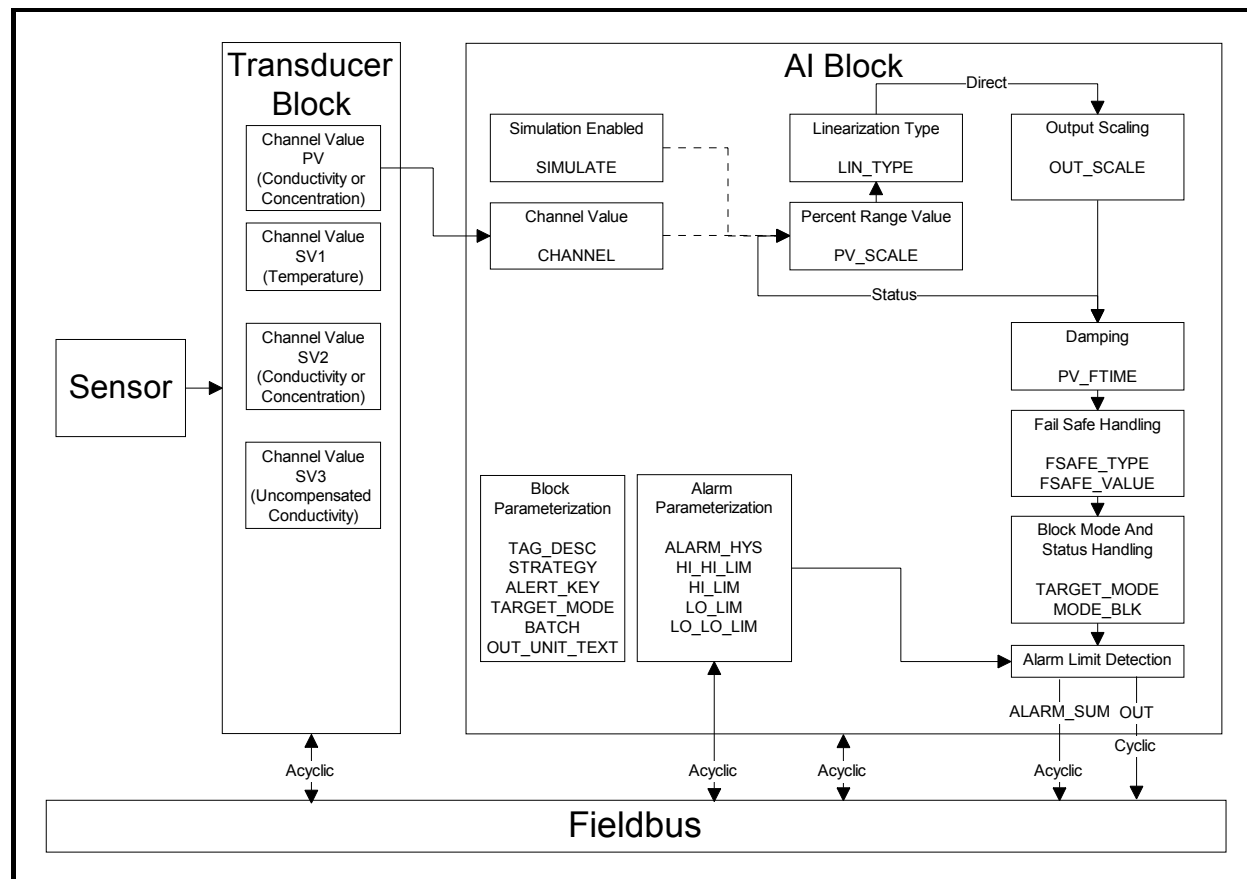 Transducer
Block
Channel Value
PV
(Conductivity or
Concentration)
Channel Value
SV1
(Temperature)
Channel Value
SV2
(Conductivity or
Concentration)
Channel Value
SV3
(Uncompensated
Conductivity)
Sensor
AI Block
Simulation Enabled
SIMULATE
Channel Value
CHANNEL
Linearization Type
LIN_TYPE
Percent Range Value
PV_SCALE
Direct
Output Scaling
OUT_SCALE
Status
Damping
PV_FTIME
Fail Safe Handling
FSAFE_TYPE
FSAFE_VALUE
Block Mode And
Status Handling
TARGET_MODE
MODE_BLK
Alarm Limit Detection
Block
Parameterization
TAG_DESC
STRATEGY
ALERT_KEY
TARGET_MODE
BATCH
OUT_UNIT_TEXT
Alarm
Parameterization
ALARM_HYS
HI_HI_LIM
HI_LIM
LO_LIM
LO_LO_LIM
ALARM_SUM
OUT
Cyclic
Acyclic
Acyclic
Acyclic
Acyclic
Fieldbus